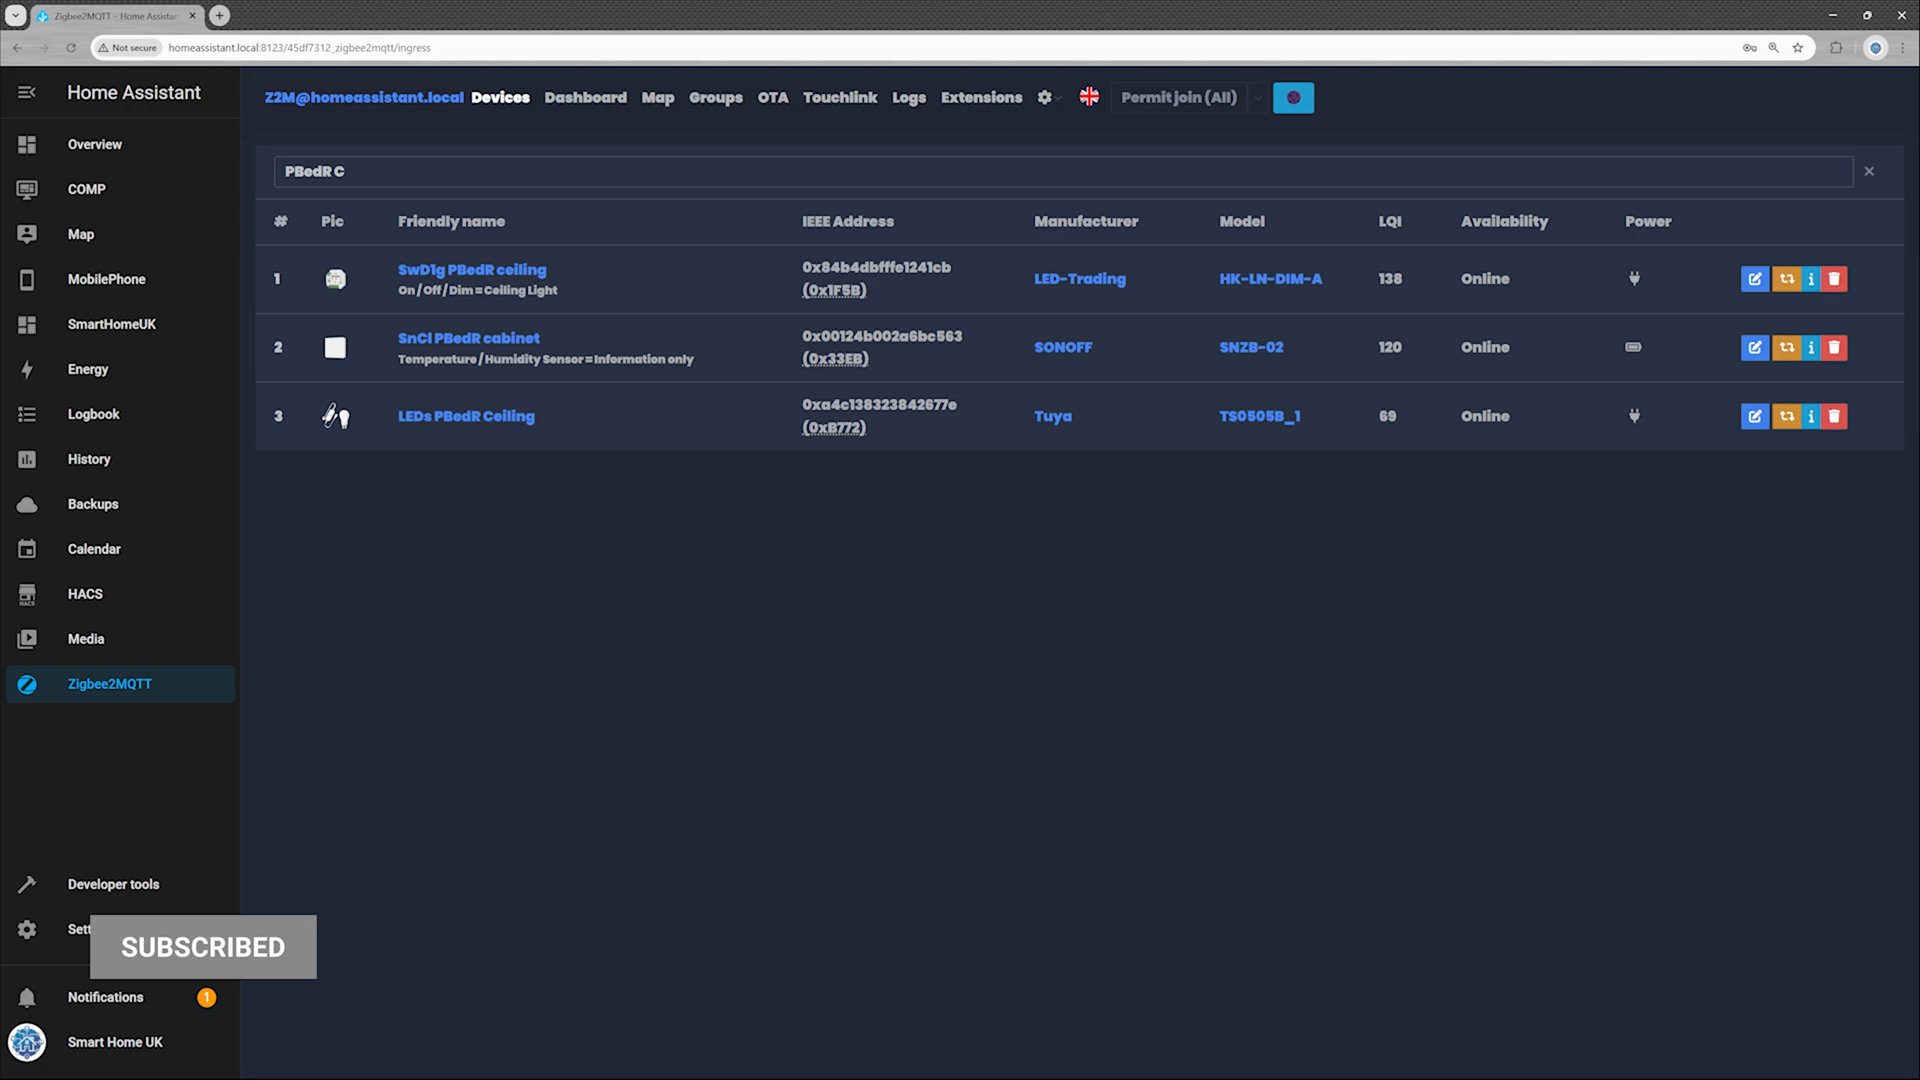 Zigbee2MQTT – Home Assistant
Not secure
homeassistant.local:8123/45df7312_zigbee2mqtt/ingress
Home Assistant
Z2M@homeassistant.local Devices Dashboard Map Groups OTA Touchlink Logs Extensions Permit join (All)
PBedR C
# Pic Friendly name IEEE Address Manufacturer Model LQI Availability Power
1 SwD1g PBedR ceiling 0x84b4dbfffe1241cb LED-Trading HK-LN-DIM-A 138 Online
On / Off / Dim = Ceiling Light (0x1F5B)
2 SnCl PBedR cabinet 0x00124b002a6bc563 SONOFF SNZB-02 120 Online
Temperature / Humidity Sensor = Information only (0x33EB)
3 LEDs PBedR Ceiling 0xa4c138323842677e Tuya TS0505B_1 69 Online
(0xB772)
Overview
COMP
Map
MobilePhone
SmartHomeUK
Energy
Logbook
History
Backups
Calendar
HACS
Media
Zigbee2MQTT
Developer tools
Sett
SUBSCRIBED
Notifications 1
Smart Home UK